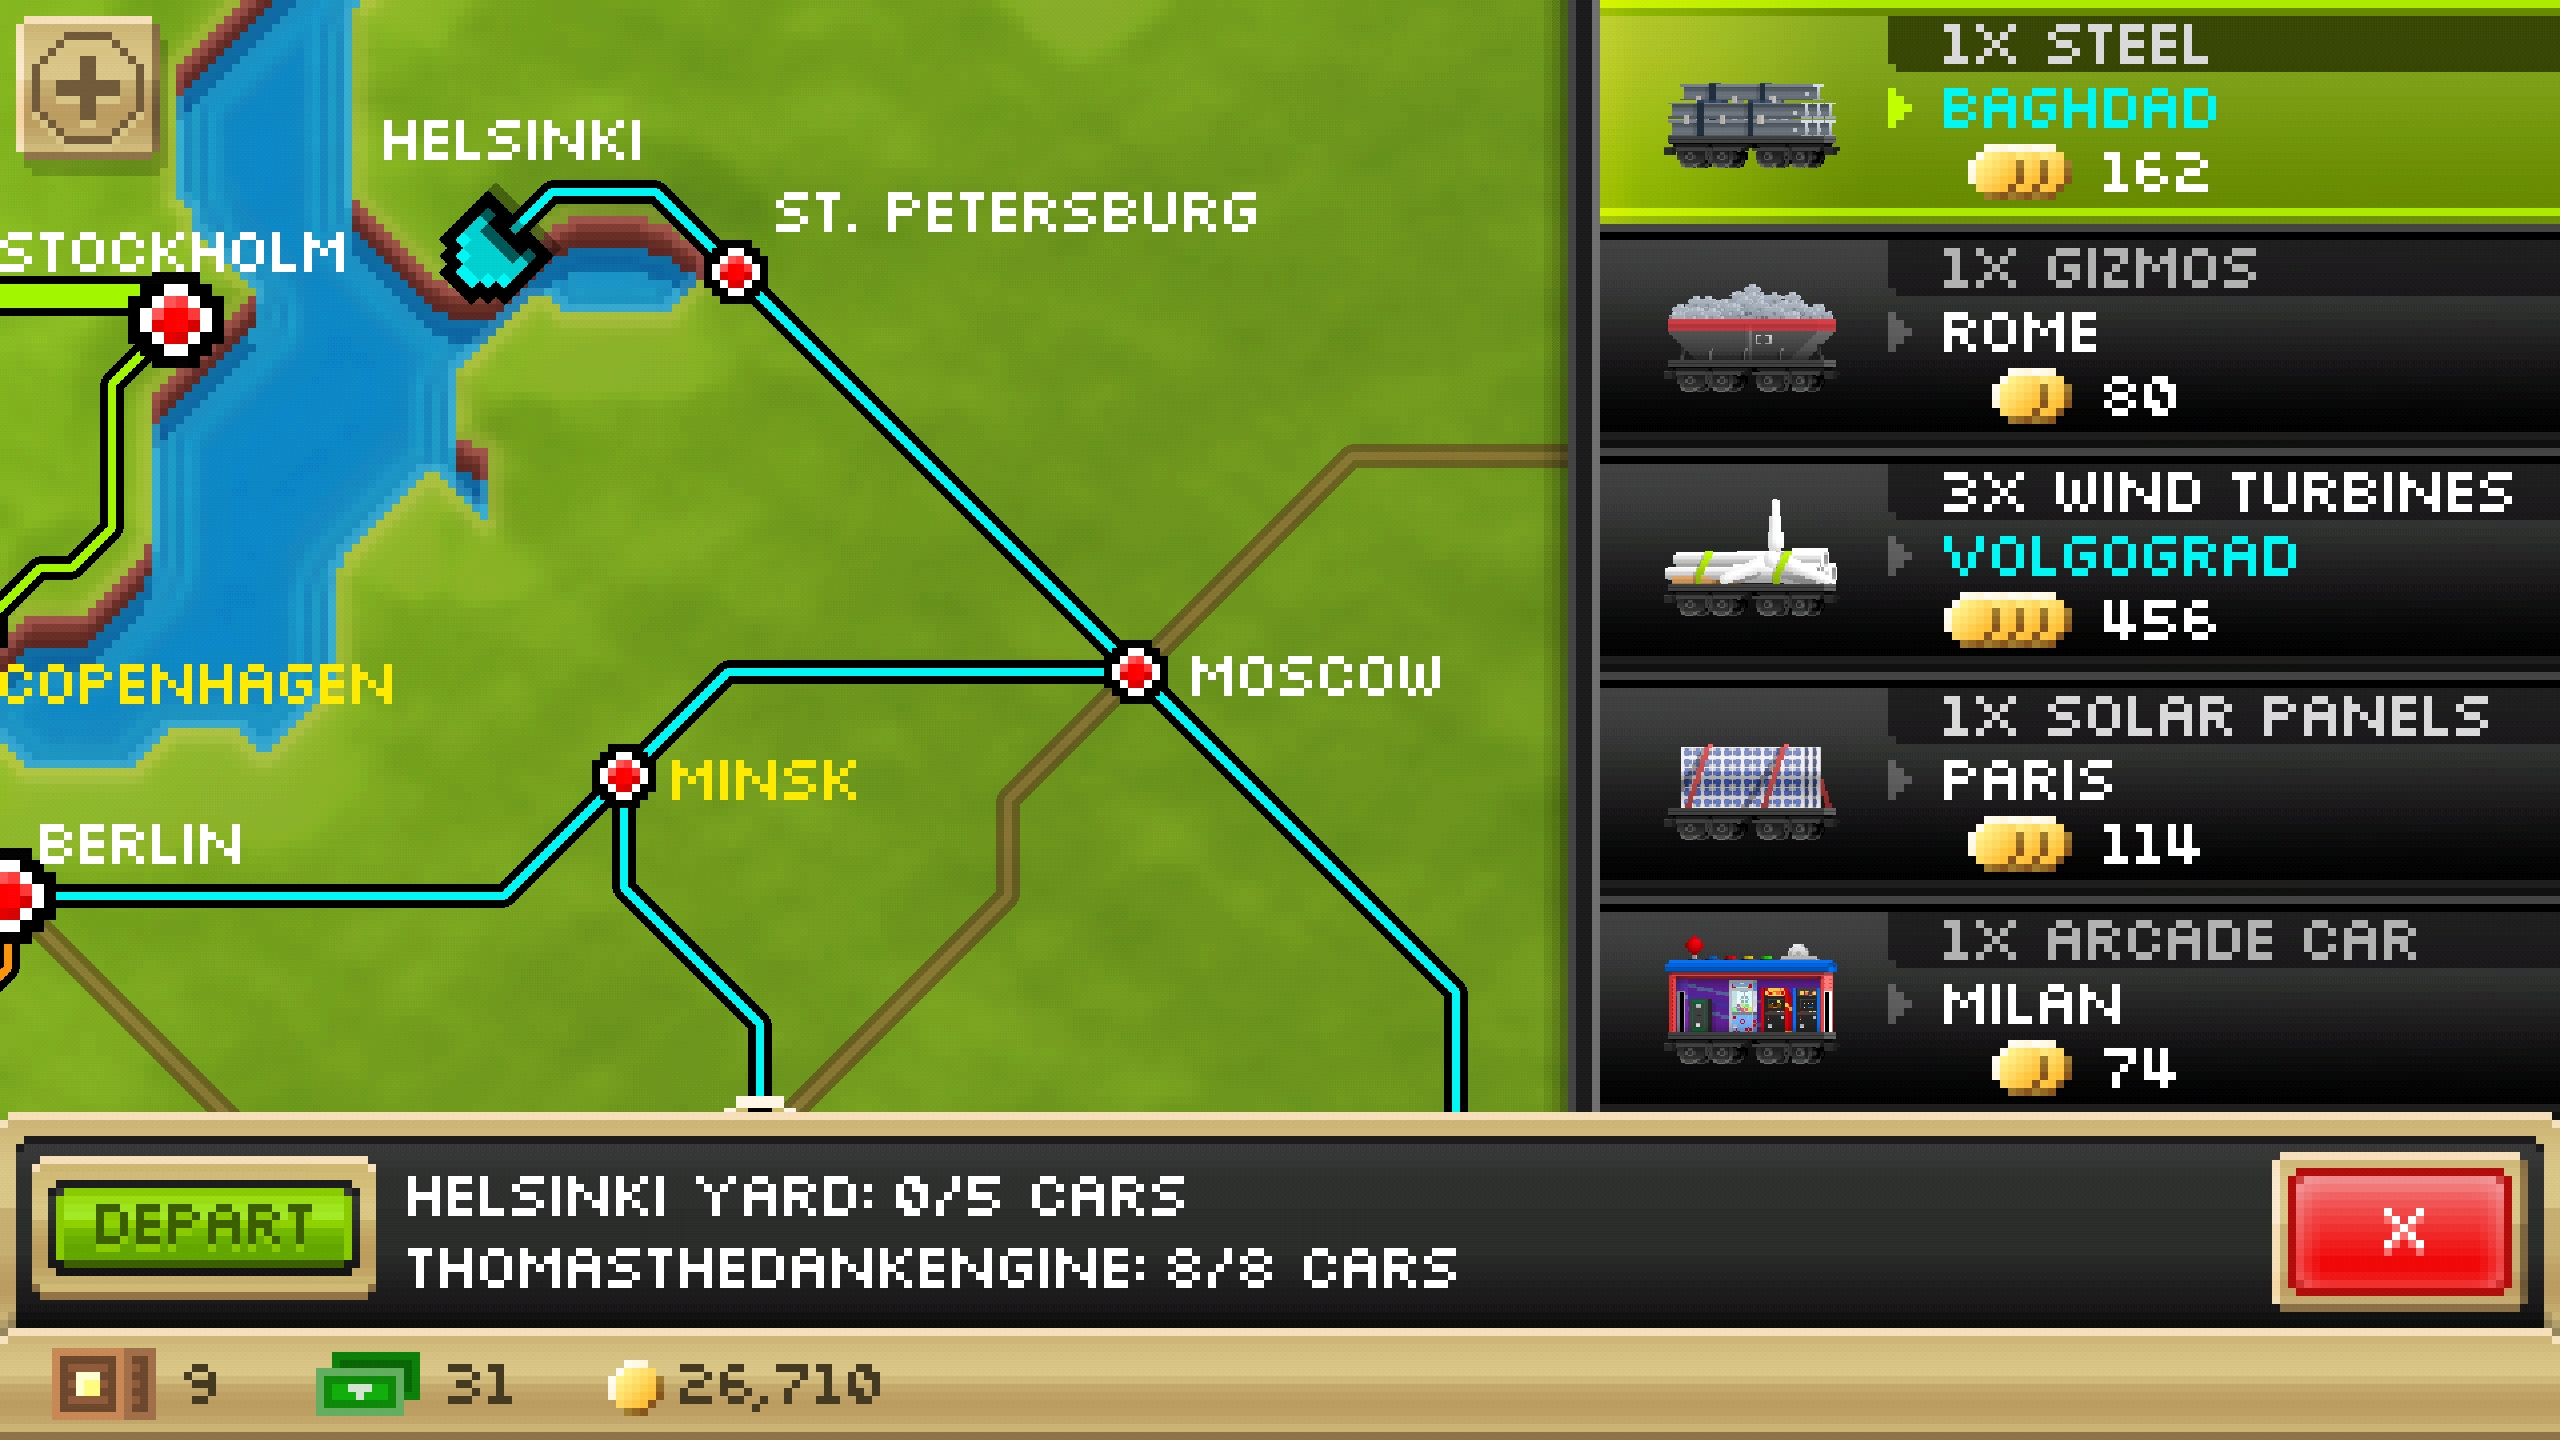 HELSINKI
ST. PETERSBURG
STOCKHOLM
MOSCOW
COPENHAGEN
MINSK
BERLIN
1X STEEL
BAGHDAD
162
1X GIZMOS
ROME
80
3X WIND TURBINES
VOLGOGRAD
456
1X SOLAR PANELS
PARIS
114
1X ARCADE CAR
MILAN
74
DEPART
HELSINKI YARD: 0/5 CARS
THOMASTHEDANKENGINE: 8/8 CARS
X
9
31
26,710